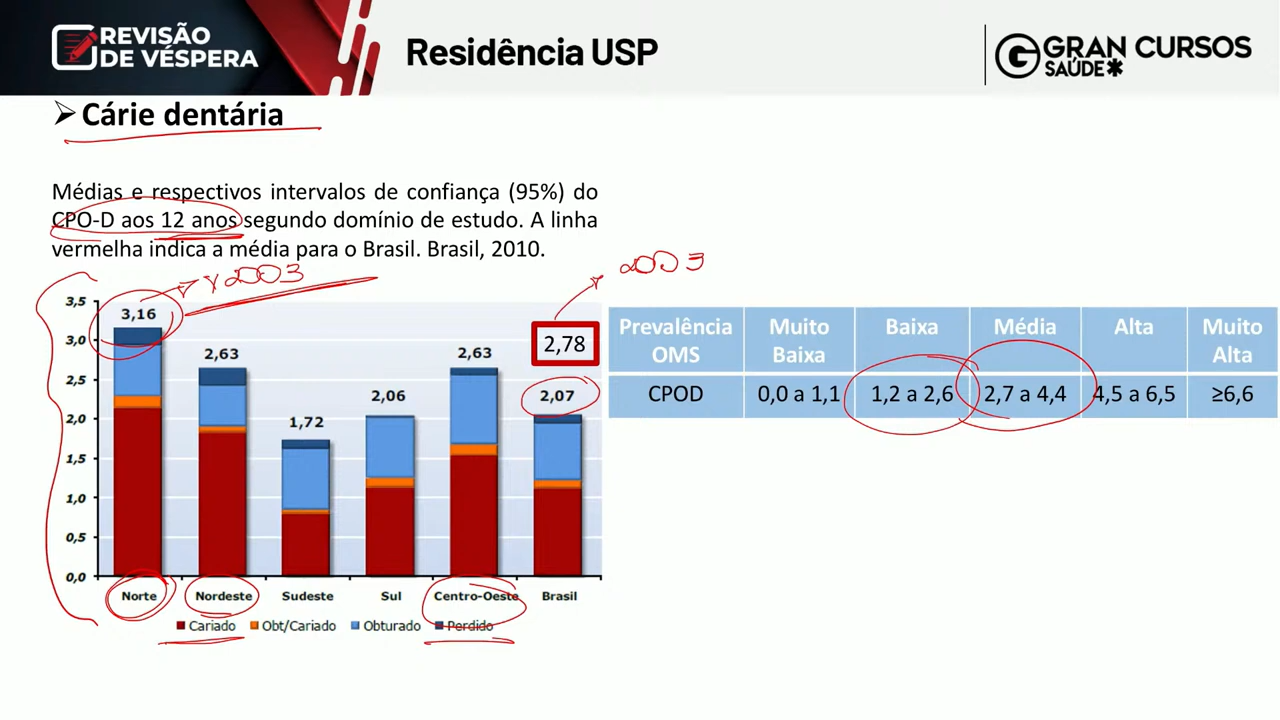 REVISÃO
DE VÉSPERA
Residência USP
GRAN CURSOS
SAÚDE
Cárie dentária
Médias e respectivos intervalos de confiança (95%) do
CPO-D aos 12 anos segundo domínio de estudo. A linha
vermelha indica a média para o Brasil. Brasil, 2010.
2003
2003
3,5
3,0
2,5
2,0
1,5
1,0
0,5
0,0
3,16
2,63
1,72
2,06
2,63
2,78
2,07
Norte Nordeste Sudeste Sul Centro-Oeste Brasil
Cariado Obt/Cariado Obturado Perdido
Prevalência OMS Muito Baixa Baixa Média Alta Muito Alta
CPOD 0,0 a 1,1 1,2 a 2,6 2,7 a 4,4 4,5 a 6,5 ≥6,6